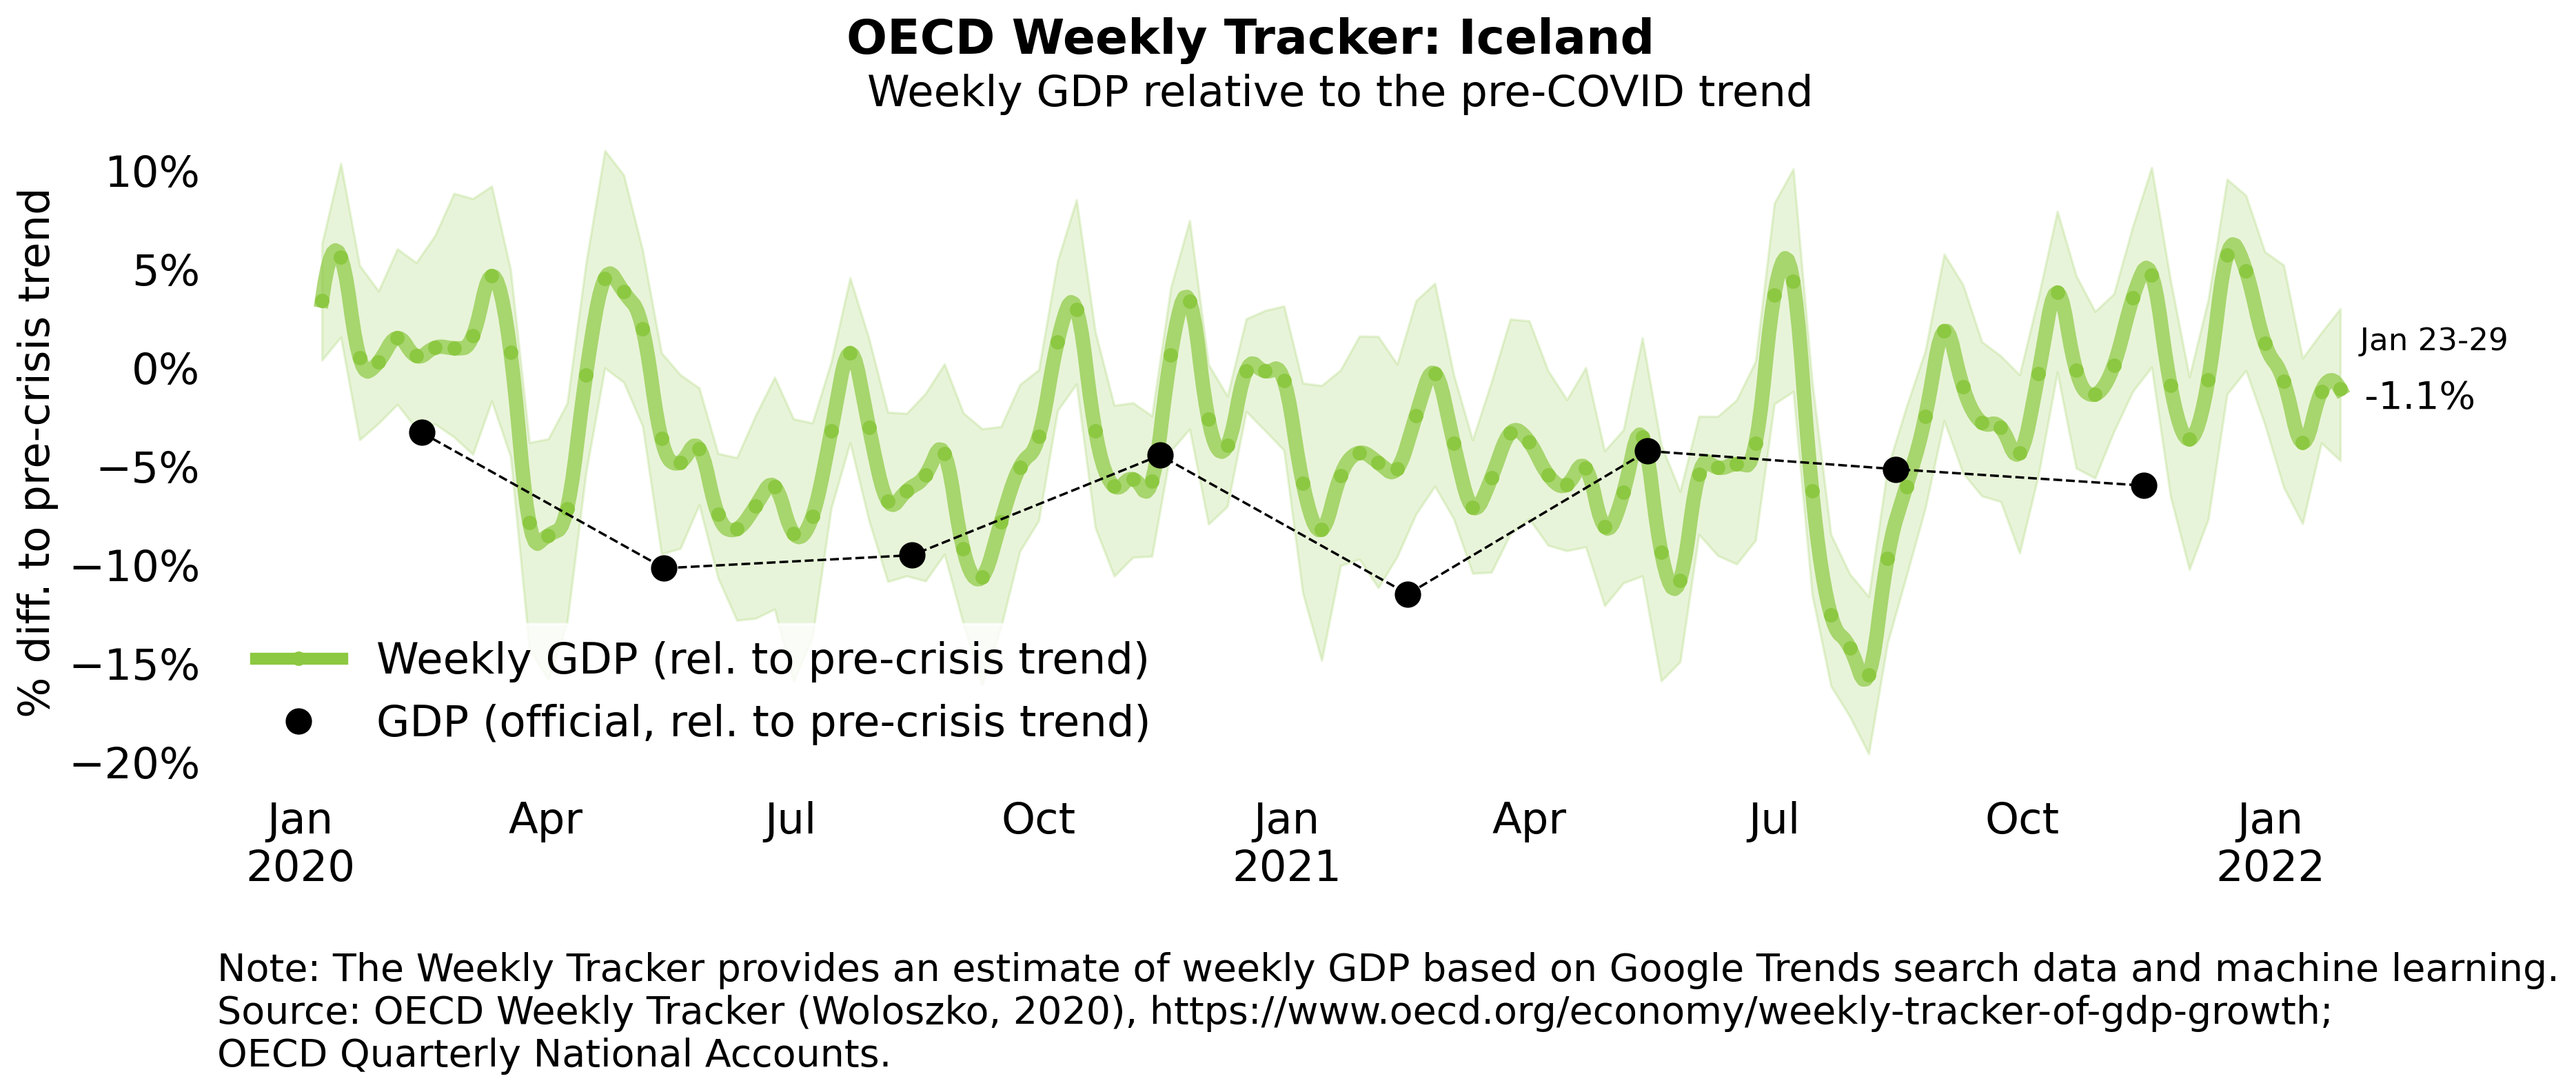 OECD Weekly Tracker: Iceland
Weekly GDP relative to the pre-COVID trend
% diff. to pre-crisis trend
10%
5%
0%
−5%
−10%
−15%
−20%
Jan 23-29
-1.1%
Weekly GDP (rel. to pre-crisis trend)
GDP (official, rel. to pre-crisis trend)
Jan Apr Jul Oct Jan Apr Jul Oct Jan
2020 2021 2022
Note: The Weekly Tracker provides an estimate of weekly GDP based on Google Trends search data and machine learning.
Source: OECD Weekly Tracker (Woloszko, 2020), https://www.oecd.org/economy/weekly-tracker-of-gdp-growth;
OECD Quarterly National Accounts.